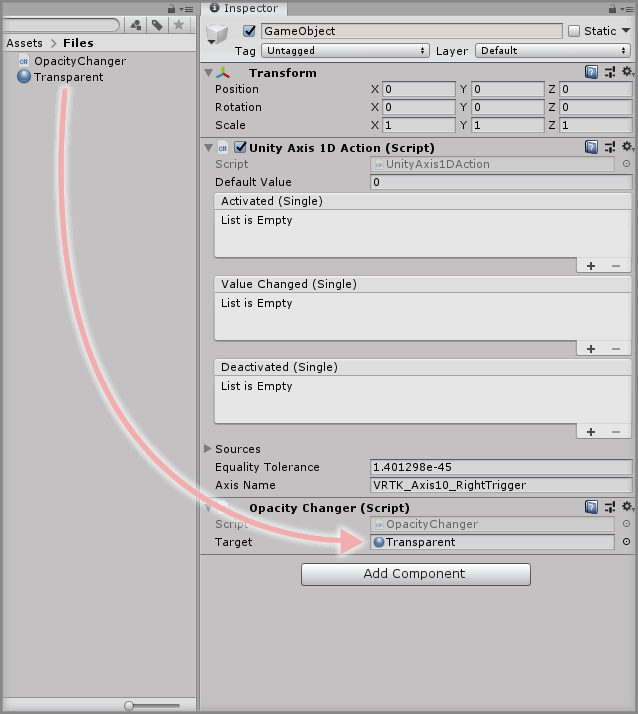 Inspector
GameObject
Static
Tag Untagged Layer Default
Assets > Files
OpacityChanger
Transparent
Transform
Position X 0 Y 0 Z 0
Rotation X 0 Y 0 Z 0
Scale X 1 Y 1 Z 1
Unity Axis 1D Action (Script)
Script UnityAxis1DAction
Default Value 0
Activated (Single)
List is Empty
+ −
Value Changed (Single)
List is Empty
+ −
Deactivated (Single)
List is Empty
+ −
Sources
Equality Tolerance 1.401298e-45
Axis Name VRTK_Axis10_RightTrigger
Opacity Changer (Script)
Script OpacityChanger
Target Transparent
Add Component